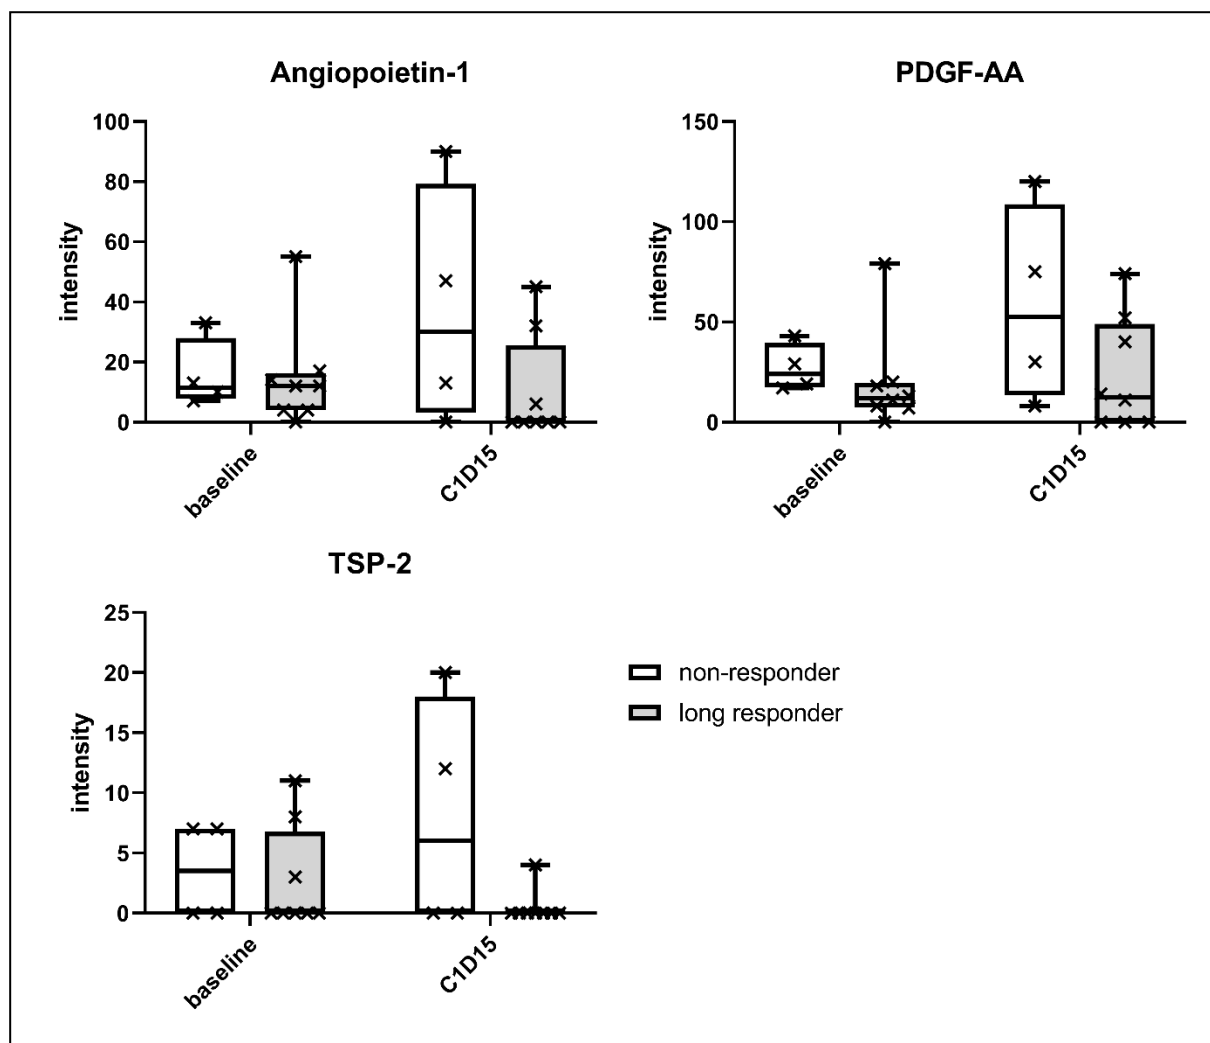 Angiopoietin-1
100
80
60
40
20
0
intensity
baseline
C1D15
PDGF-AA
150
100
50
0
intensity
baseline
C1D15
TSP-2
25
20
15
10
5
0
intensity
baseline
C1D15
non-responder
long responder